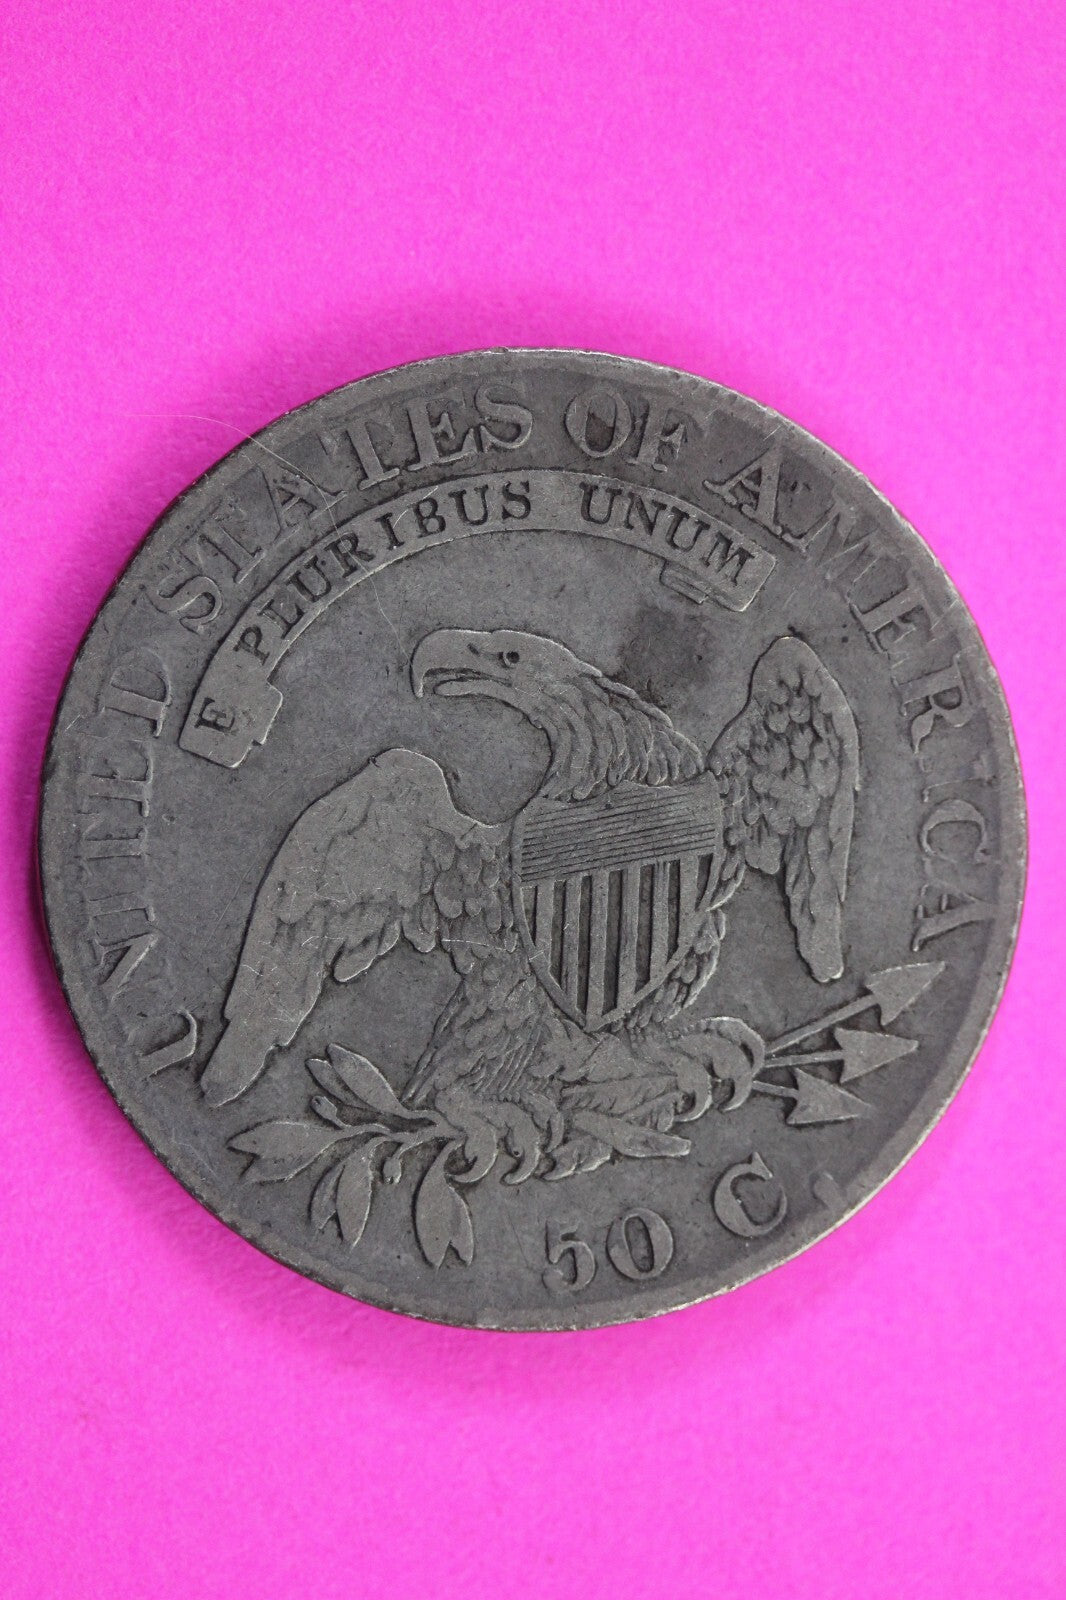 UNITED STATES OF AMERICA
E PLURIBUS UNUM
50 C.